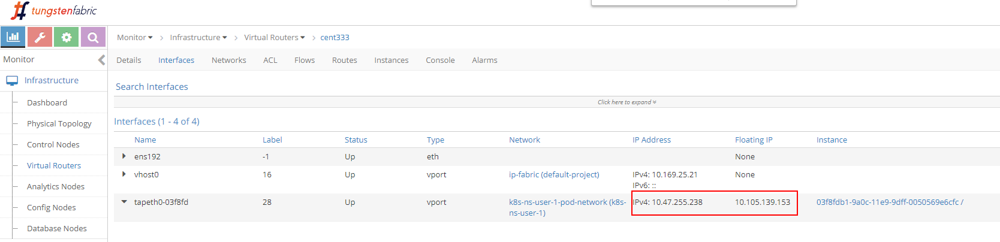 tungstenfabric
Monitor > Infrastructure > Virtual Routers > cent333
Monitor
Details Interfaces Networks ACL Flows Routes Instances Console Alarms
Infrastructure
Dashboard
Physical Topology
Control Nodes
Virtual Routers
Analytics Nodes
Config Nodes
Database Nodes
Search Interfaces
Click here to expand
Interfaces (1 - 4 of 4)
Name Label Status Type Network IP Address Floating IP Instance
ens192 -1 Up eth None
vhost0 16 Up vport ip-fabric (default-project) IPv4: 10.169.25.21 None
IPv6: ::
tapeth0-03f8fd 28 Up vport k8s-ns-user-1-pod-network (k8s- IPv4: 10.47.255.238 10.105.139.153 03f8fdb1-9a0c-11e9-9dff-0050569e6cfc /
ns-user-1)